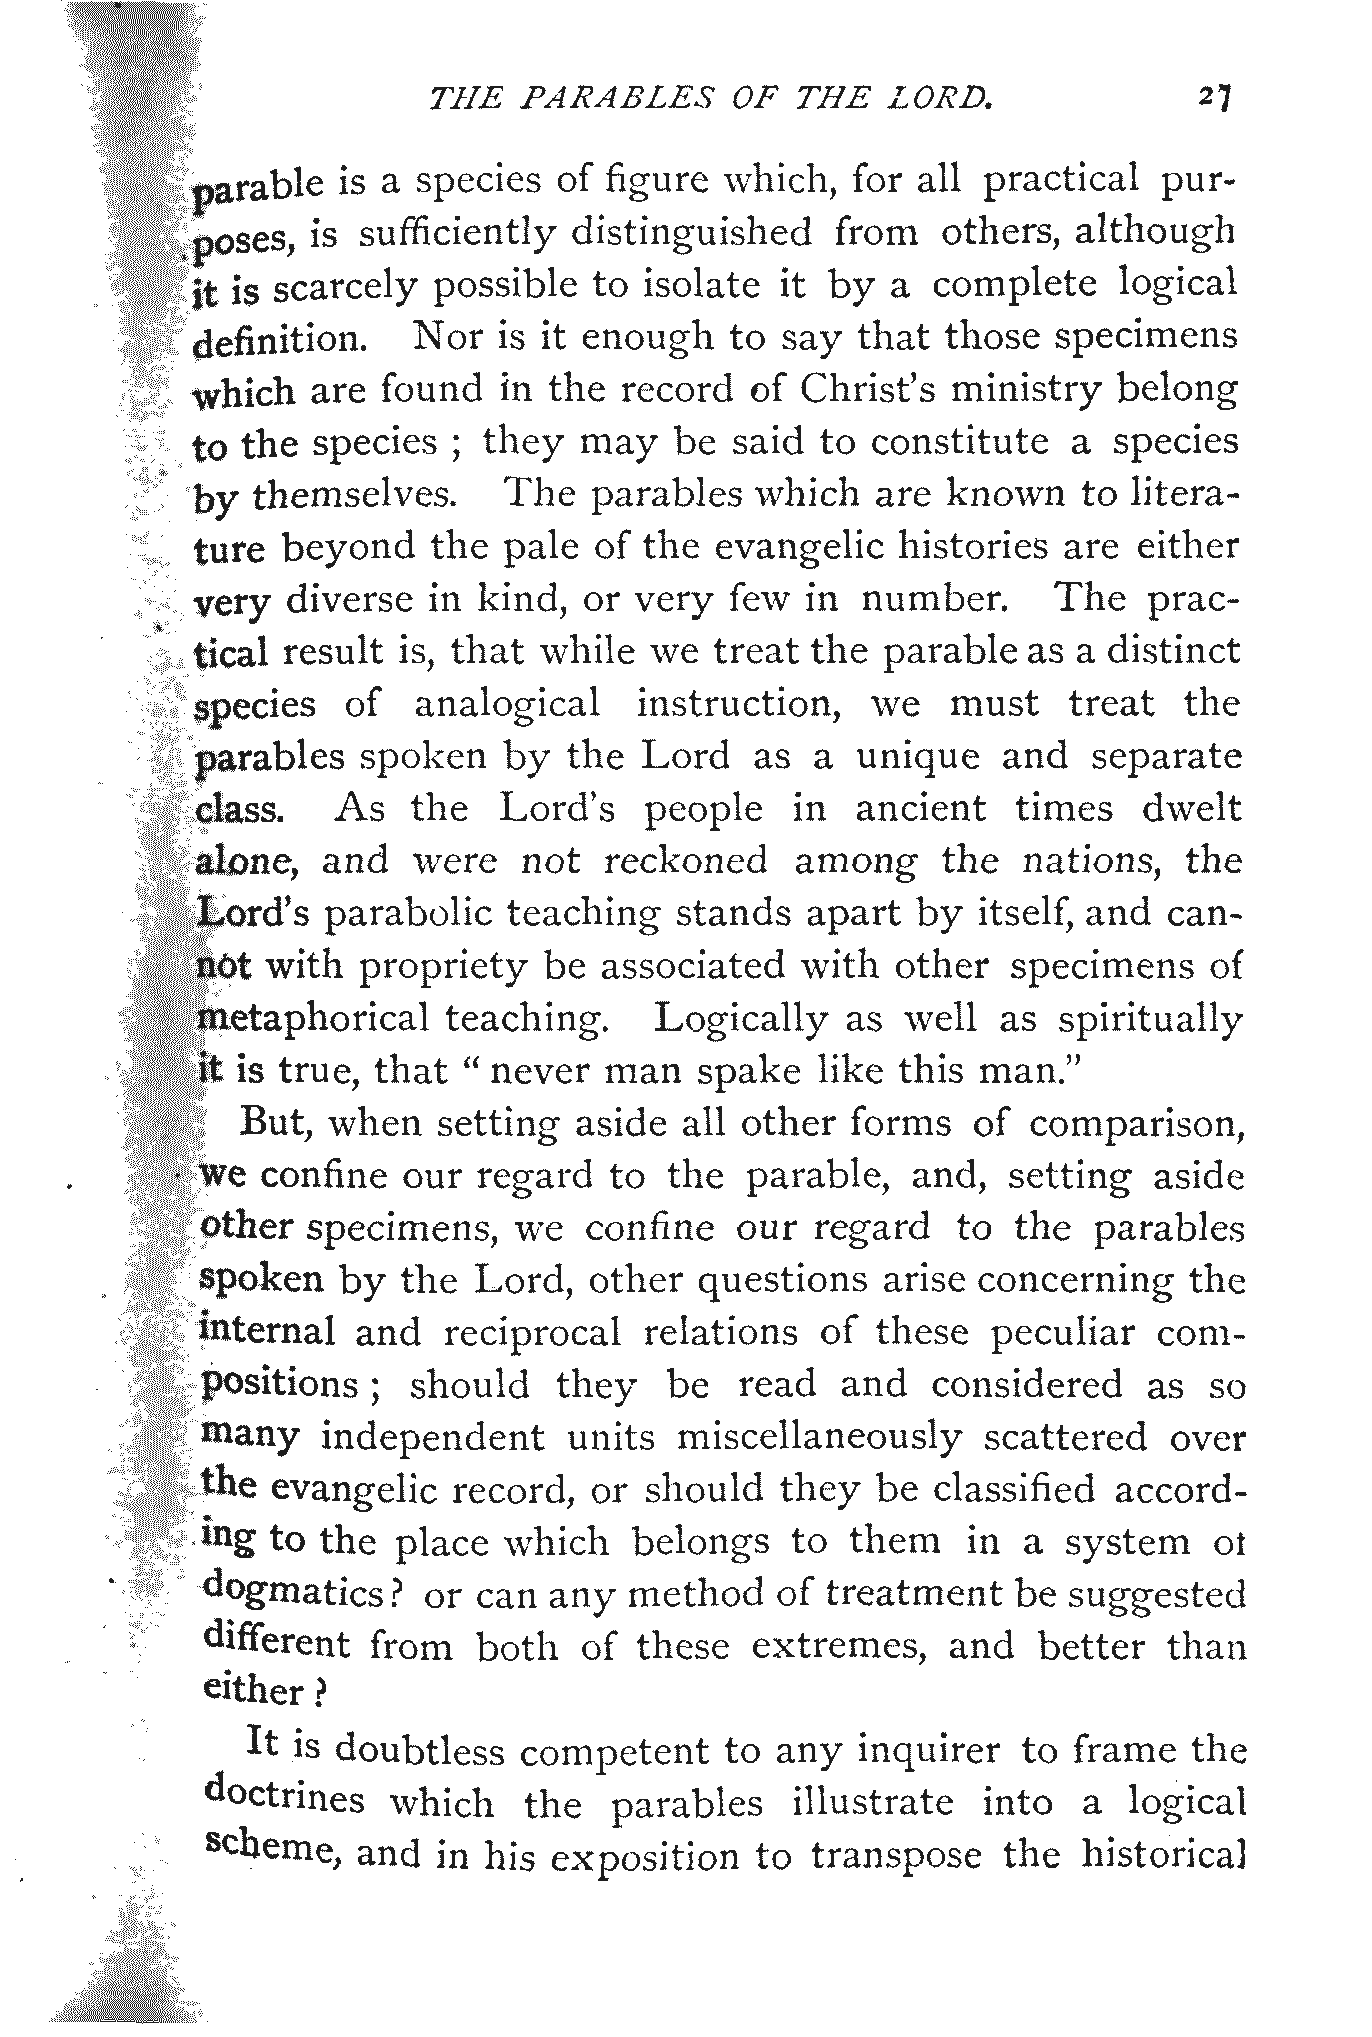 THE PARABLES OF THE LORD. 27
parable is a species of figure which, for all practical pur-
poses, is sufficiently distinguished from others, although
it is scarcely possible to isolate it by a complete logical
definition. Nor is it enough to say that those specimens
which are found in the record of Christ's ministry belong
to the species ; they may be said to constitute a species
by themselves. The parables which are known to litera-
ture beyond the pale of the evangelic histories are either
very diverse in kind, or very few in number. The prac-
tical result is, that while we treat the parable as a distinct
species of analogical instruction, we must treat the
parables spoken by the Lord as a unique and separate
class. As the Lord's people in ancient times dwelt
alone, and were not reckoned among the nations, the
Lord's parabolic teaching stands apart by itself, and can-
not with propriety be associated with other specimens of
metaphorical teaching. Logically as well as spiritually
it is true, that “ never man spake like this man.”
But, when setting aside all other forms of comparison,
we confine our regard to the parable, and, setting aside
other specimens, we confine our regard to the parables
spoken by the Lord, other questions arise concerning the
internal and reciprocal relations of these peculiar com-
positions ; should they be read and considered as so
many independent units miscellaneously scattered over
the evangelic record, or should they be classified accord-
ing to the place which belongs to them in a system of
dogmatics ? or can any method of treatment be suggested
different from both of these extremes, and better than
either ?
It is doubtless competent to any inquirer to frame the
doctrines which the parables illustrate into a logical
scheme, and in his exposition to transpose the historical